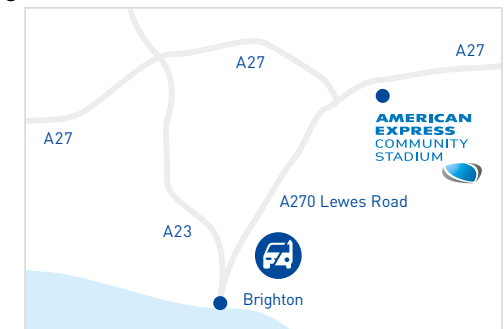 A27
A27
A27
AMERICAN
EXPRESS
COMMUNITY
STADIUM
A270 Lewes Road
A23
Brighton